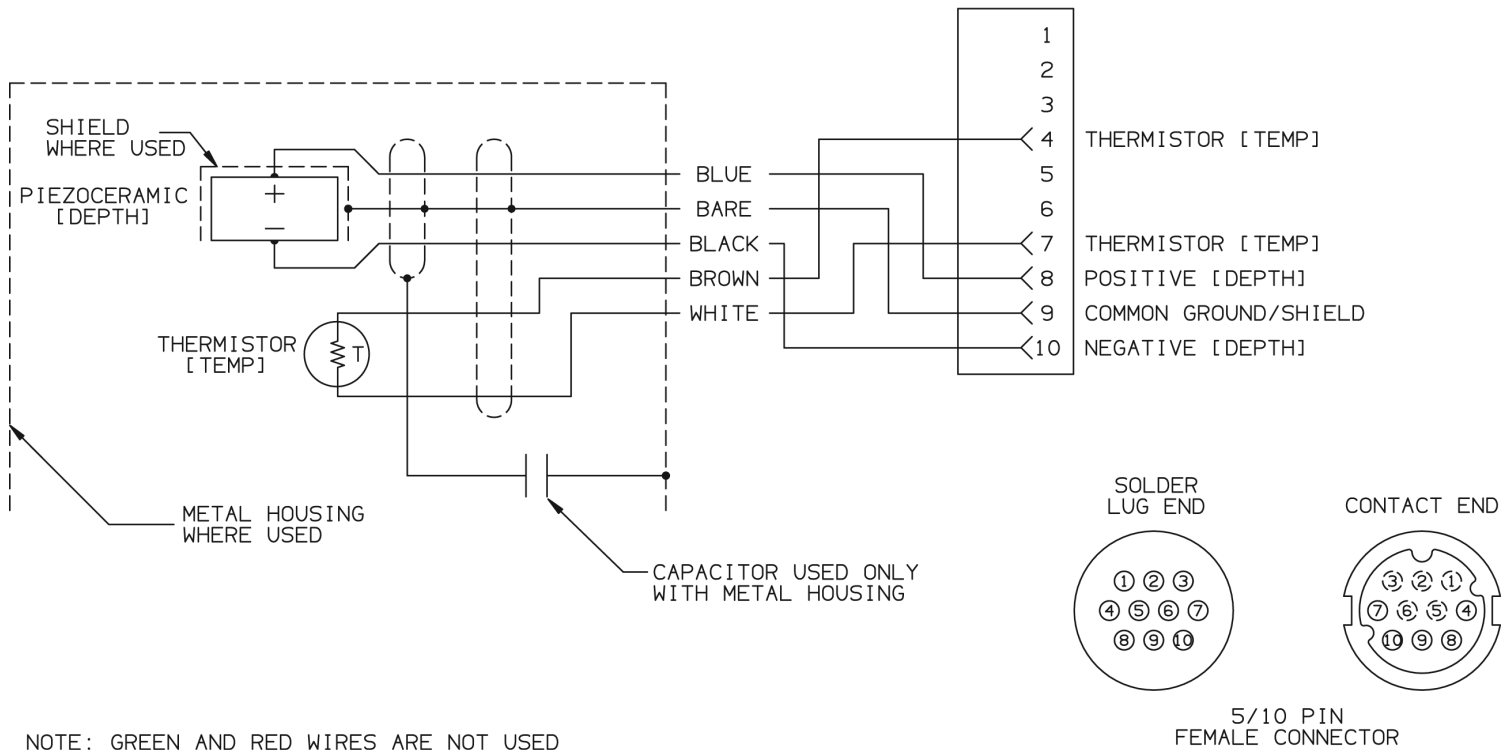 SHIELD
WHERE USED
PIEZOCERAMIC
[DEPTH]
+
−
THERMISTOR
[TEMP]
T
METAL HOUSING
WHERE USED
CAPACITOR USED ONLY
WITH METAL HOUSING
BLUE
BARE
BLACK
BROWN
WHITE
1
2
3
4 THERMISTOR [TEMP]
5
6
7 THERMISTOR [TEMP]
8 POSITIVE [DEPTH]
9 COMMON GROUND/SHIELD
10 NEGATIVE [DEPTH]
SOLDER
LUG END
1 2 3
4 5 6 7
8 9 10
CONTACT END
3 2 1
7 6 5 4
10 9 8
5/10 PIN
FEMALE CONNECTOR
NOTE: GREEN AND RED WIRES ARE NOT USED